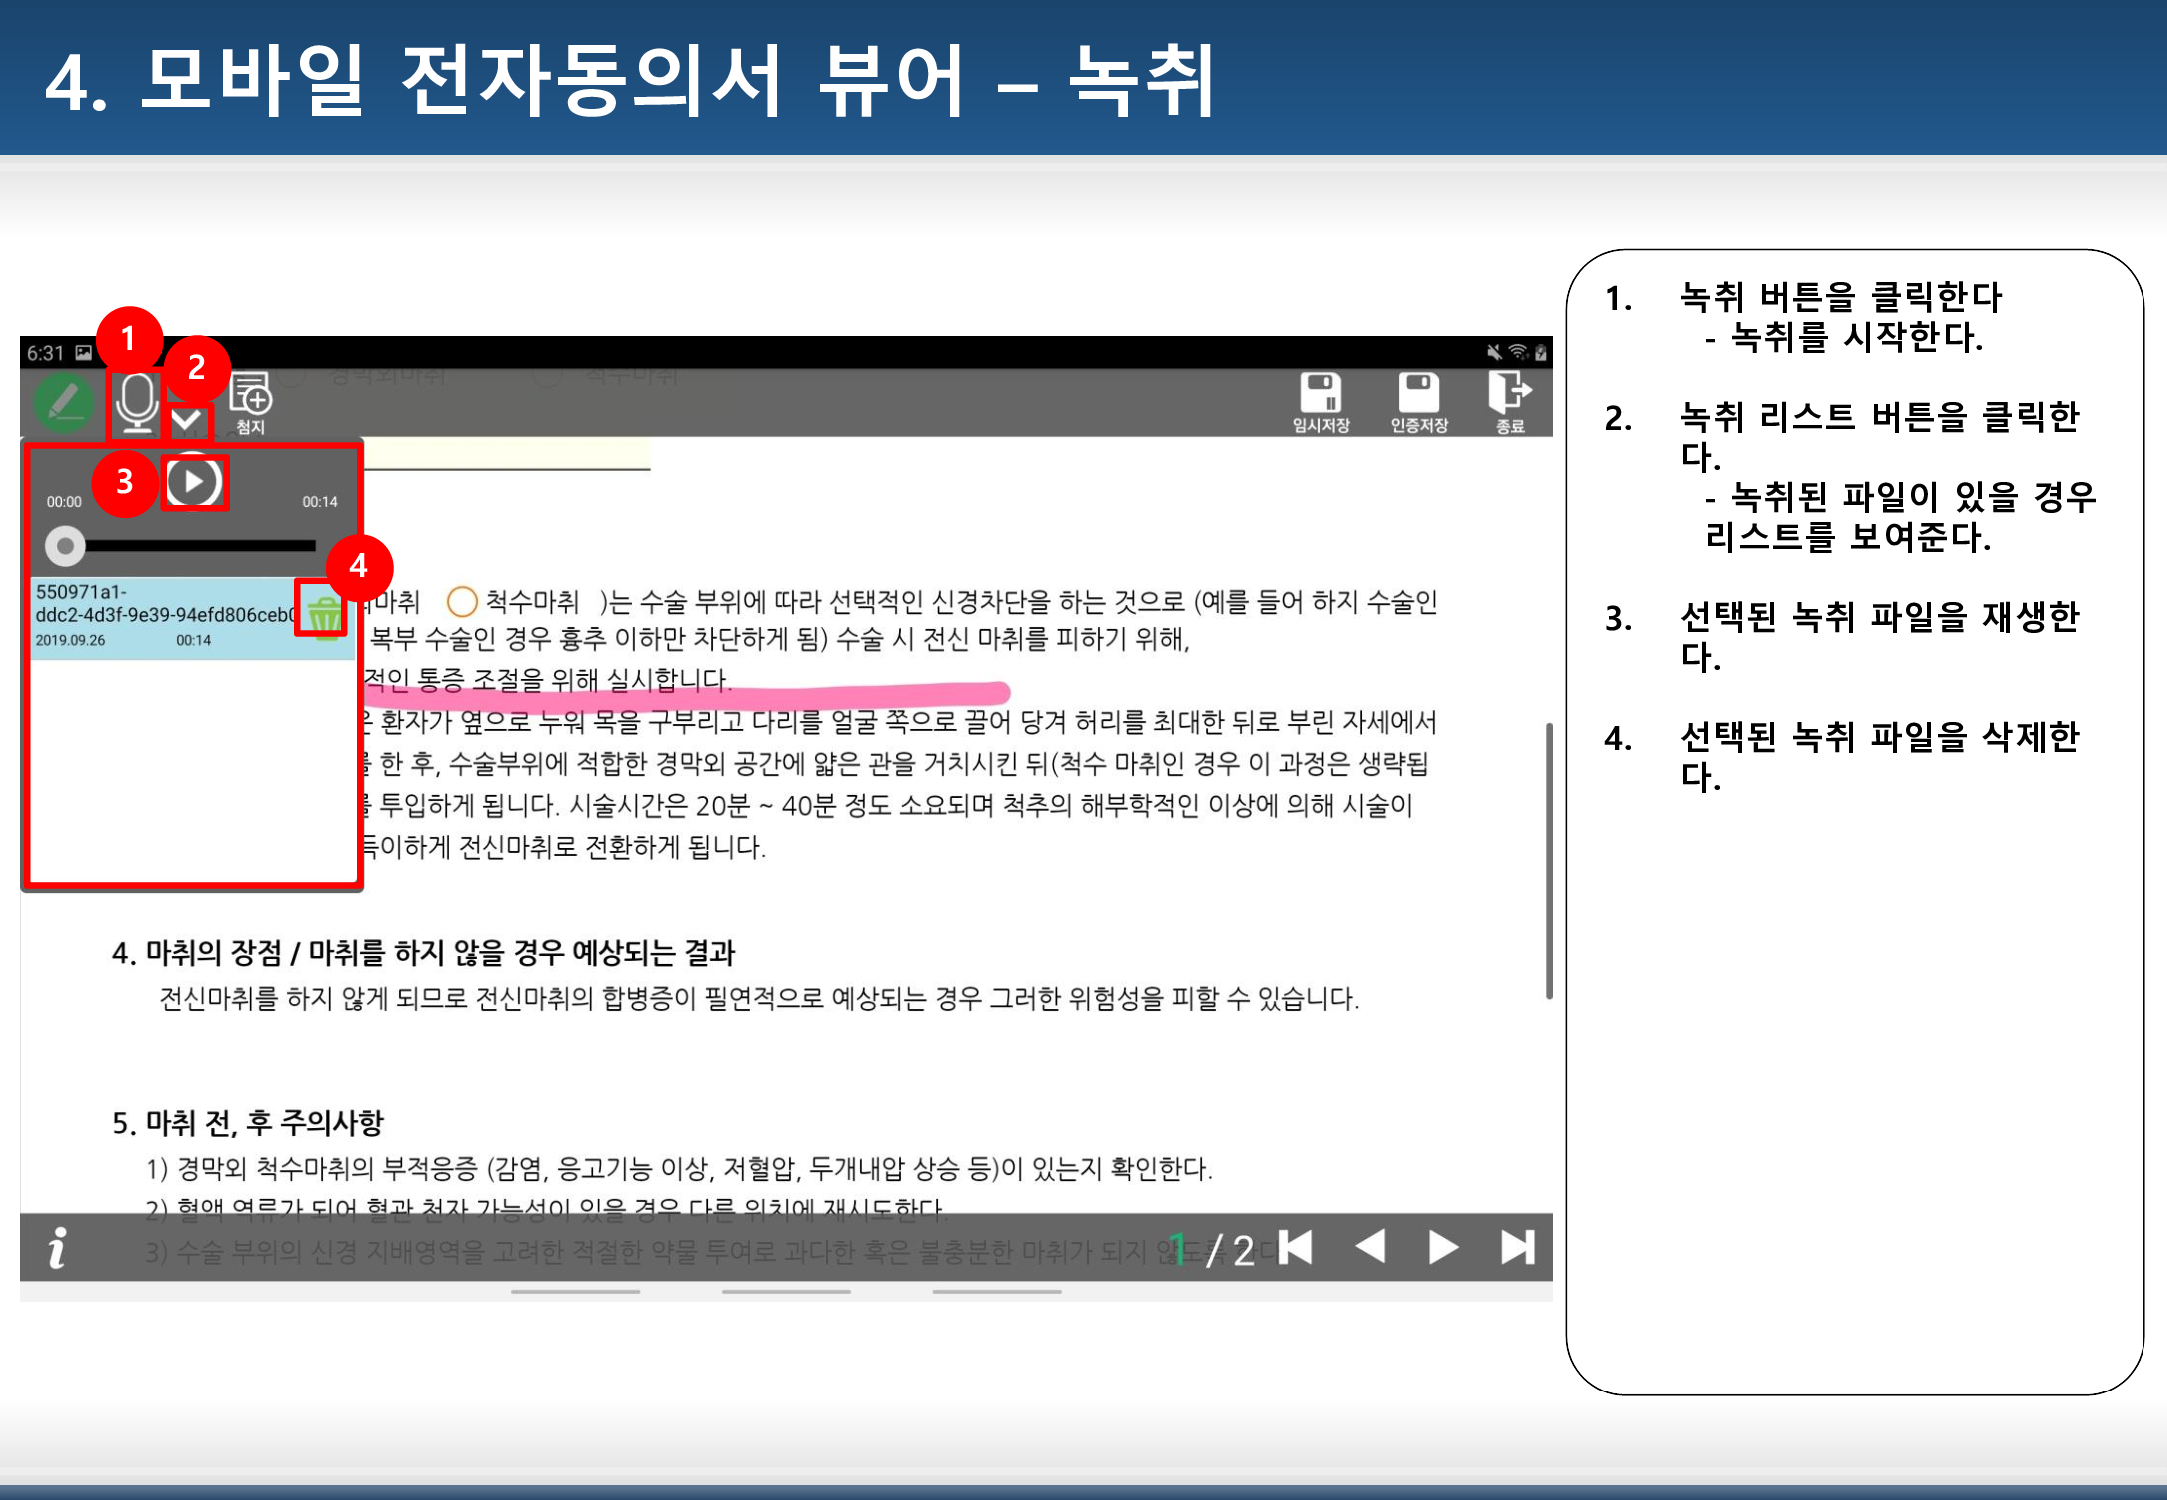 4. 모바일 전자동의서 뷰어 – 녹취
1
2
6:31
경막외마취 척수마취
첨지
임시저장 인증저장 종료
3
00:00 00:14
4
550971a1-
ddc2-4d3f-9e39-94efd806ceb0
2019.09.26 00:14
마취 척수마취 )는 수술 부위에 따라 선택적인 신경차단을 하는 것으로 (예를 들어 하지 수술인
복부 수술인 경우 흉추 이하만 차단하게 됨) 수술 시 전신 마취를 피하기 위해,
적인 통증 조절을 위해 실시합니다.
환자가 옆으로 누워 목을 구부리고 다리를 얼굴 쪽으로 끌어 당겨 허리를 최대한 뒤로 부린 자세에서
한 후, 수술부위에 적합한 경막외 공간에 얇은 관을 거치시킨 뒤(척수 마취인 경우 이 과정은 생략됩
투입하게 됩니다. 시술시간은 20분 ~ 40분 정도 소요되며 척추의 해부학적인 이상에 의해 시술이
득이하게 전신마취로 전환하게 됩니다.
4. 마취의 장점 / 마취를 하지 않을 경우 예상되는 결과
전신마취를 하지 않게 되므로 전신마취의 합병증이 필연적으로 예상되는 경우 그러한 위험성을 피할 수 있습니다.
5. 마취 전, 후 주의사항
1) 경막외 척수마취의 부적응증 (감염, 응고기능 이상, 저혈압, 두개내압 상승 등)이 있는지 확인한다.
2) 혈액 역류가 되어 혈관 천자 가능성이 있을 경우 다른 위치에 재시도한다.
3) 수술 부위의 신경 지배영역을 고려한 적절한 약물 투여로 과다한 혹은 불충분한 마취가 되지 않도록 한다
i 1 / 2
1. 녹취 버튼을 클릭한다
- 녹취를 시작한다.
2. 녹취 리스트 버튼을 클릭한
다.
- 녹취된 파일이 있을 경우
리스트를 보여준다.
3. 선택된 녹취 파일을 재생한
다.
4. 선택된 녹취 파일을 삭제한
다.